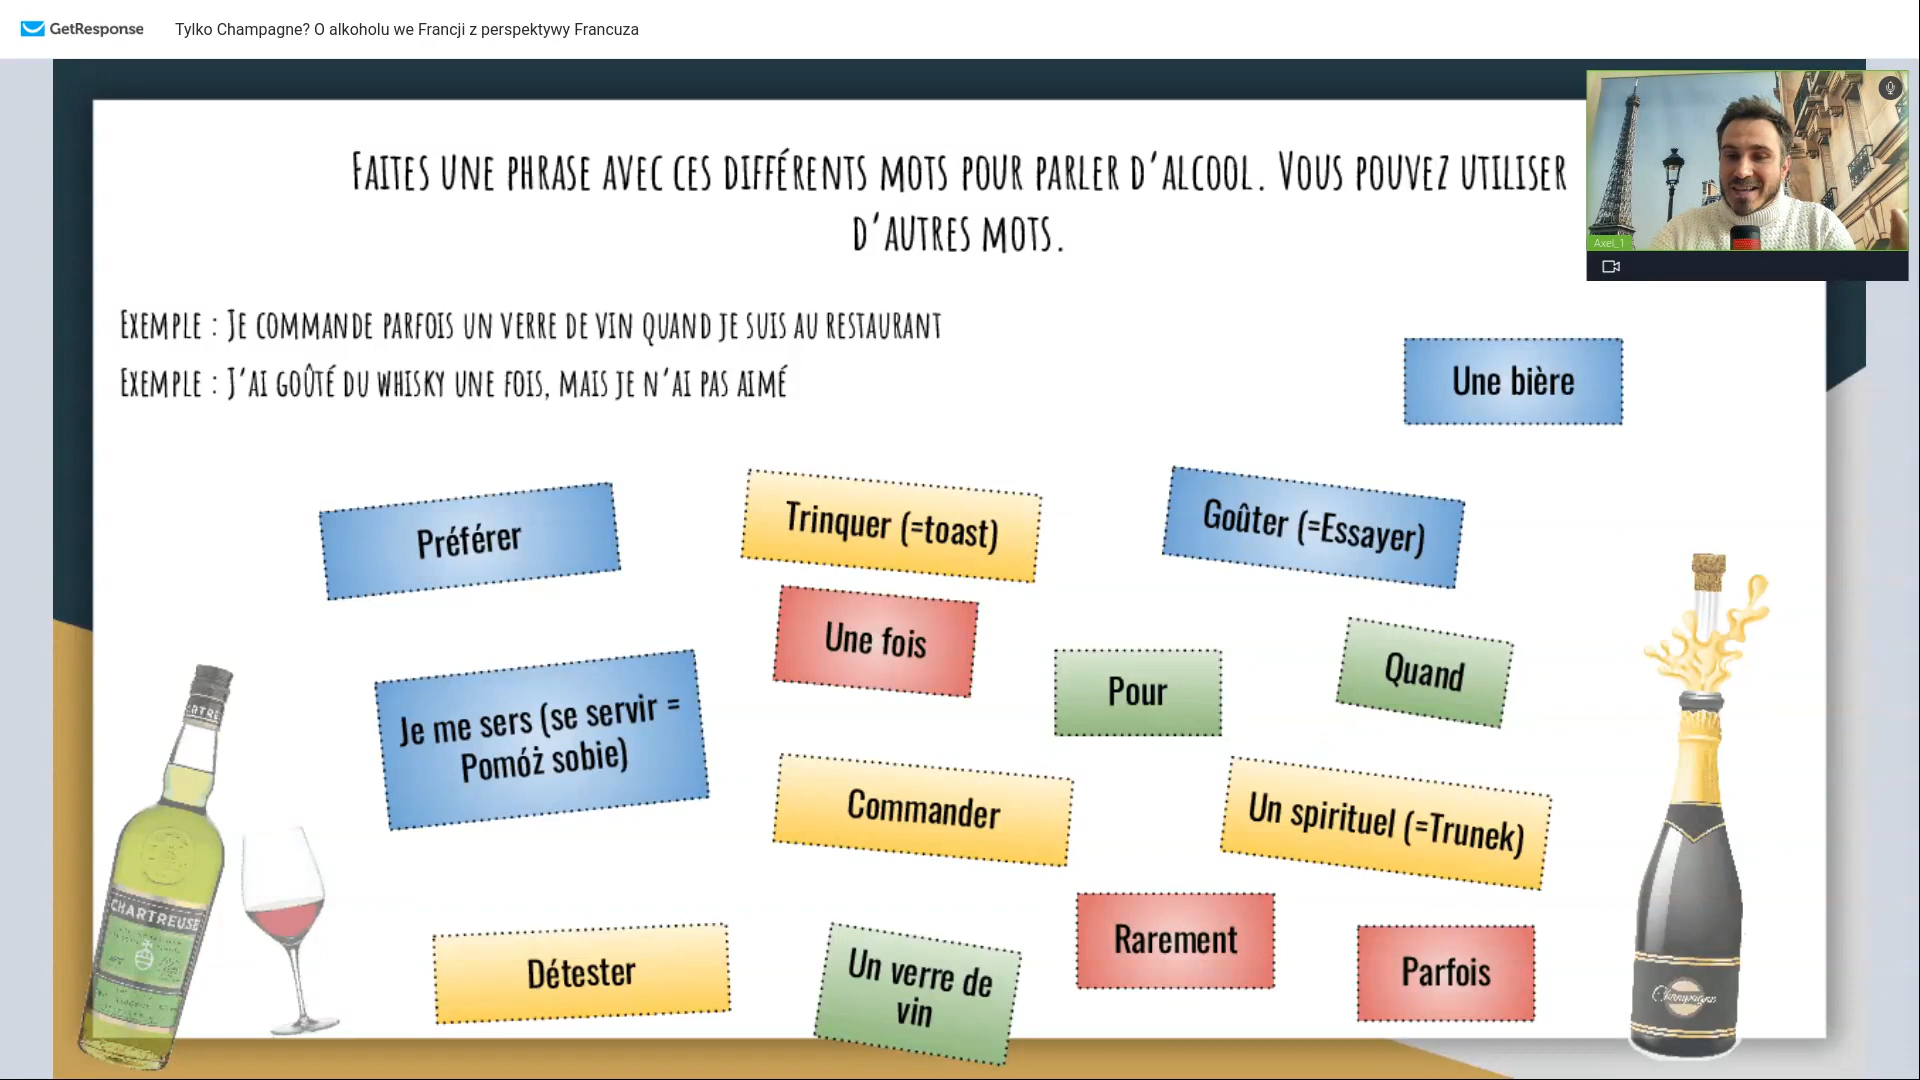 GetResponse
Tylko Champagne? O alkoholu we Francji z perspektywy Francuza
Faites une phrase avec ces différents mots pour parler d'alcool. Vous pouvez utiliser
d'autres mots.
Exemple : Je commande parfois un verre de vin quand je suis au restaurant
Exemple : J'ai goûté du whisky une fois, mais je n'ai pas aimé
Axel_1
Une bière
Préférer
Trinquer (=toast)
Goûter (=Essayer)
Une fois
Pour
Quand
Je me sers (se servir =
Pomóż sobie)
Commander
Un spirituel (=Trunek)
Détester
Un verre de
vin
Rarement
Parfois
CHARTREUSE
Champagne